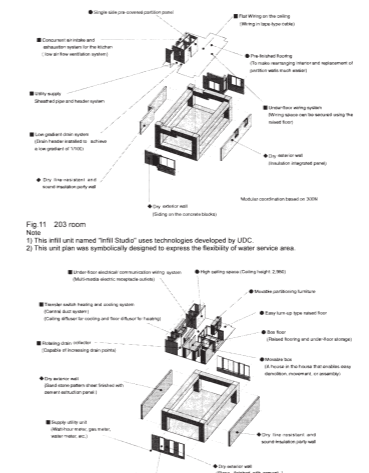 ● Single side pre covered partition panel
■ Flat Wiring on the ceiling
(Wiring in tape type cable)
■ Concurrent air intake and
exhaustion system for the kitchen
( low air-flow ventilation system)
● Pre-finished flooring
(To make rearranging interior and replacement of
partition walls much easier)
■ Utility supply
Sheathed pipe and header system
■ Under-floor wiring system
(Wiring space can be secured using the
raised floor)
■ Low gradient drain system
(Drain header installed to achieve
a low gradient of 1/100)
◆ Dry exterior wall
(Insulation integrated panel)
◆ Dry fire resistant and
sound insulation party wall
◆ Dry exterior wall
(Siding on the concrete blocks)
Modular coordination based on 300N
Fig.11 203 room
Note
1) This infill unit named "Infill Studio" uses technologies developed by UDC.
2) This unit plan was symbolically designed to express the flexibility of water service area.
■ Under-floor electrical communication wiring system
(Multi-media electric receptacle outlets)
● High ceiling space (Ceiling height: 2,960)
● Movable partitioning furniture
■ Transfer switch heating and cooling system
(Central duct system)
(Ceiling diffuser for cooling and floor diffuser for heating)
● Easy turn-up type raised floor
● Box floor
(Raised flooring and under-floor storage)
■ Rotating drain collector
(Capable of increasing drain points)
● Movable box
(A house in the house that enables easy
demolition, movement, or assembly)
◆ Dry exterior wall
(Sand stone pattern sheet finished with
cement extrusion panel )
■ Supply utility unit
(Watt-hour meter, gas meter,
water meter, etc.)
◆ Dry fire resistant and
sound insulation party wall
◆ Dry exterior wall